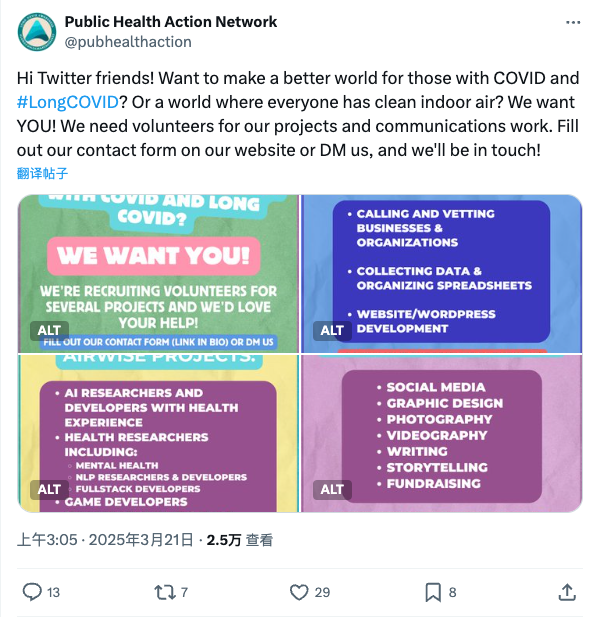 Public Health Action Network
@pubhealthaction
Hi Twitter friends! Want to make a better world for those with COVID and
#LongCOVID? Or a world where everyone has clean indoor air? We want
YOU! We need volunteers for our projects and communications work. Fill
out our contact form on our website or DM us, and we'll be in touch!
翻译帖子
WITH COVID AND LONG
COVID?
WE WANT YOU!
WE'RE RECRUITING VOLUNTEERS FOR
SEVERAL PROJECTS AND WE'D LOVE
YOUR HELP!
FILL OUT OUR CONTACT FORM (LINK IN BIO) OR DM US
ALT
• CALLING AND VETTING
BUSINESSES &
ORGANIZATIONS
• COLLECTING DATA &
ORGANIZING SPREADSHEETS
• WEBSITE/WORDPRESS
DEVELOPMENT
ALT
AIRWISE PROJECTS:
• AI RESEARCHERS AND
DEVELOPERS WITH HEALTH
EXPERIENCE
• HEALTH RESEARCHERS
INCLUDING:
◦ MENTAL HEALTH
◦ NLP RESEARCHERS & DEVELOPERS
◦ FULLSTACK DEVELOPERS
• GAME DEVELOPERS
ALT
• SOCIAL MEDIA
• GRAPHIC DESIGN
• PHOTOGRAPHY
• VIDEOGRAPHY
• WRITING
• STORYTELLING
• FUNDRAISING
ALT
上午3:05 · 2025年3月21日 · 2.5万 查看
13 7 29 8